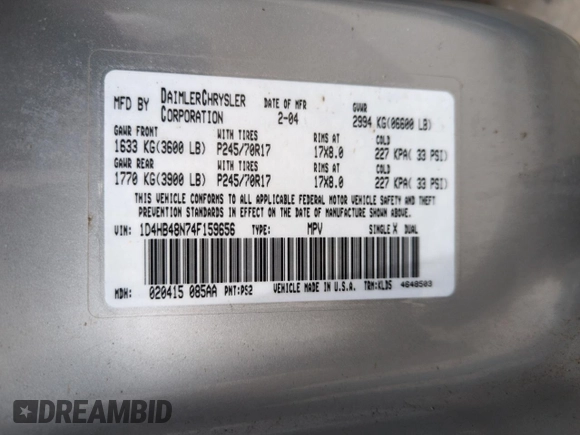 MFD BY DAIMLERCHRYSLER CORPORATION DATE OF MFR 2-04 GVWR 2994 KG(06600 LB)
GAWR FRONT WITH TIRES RIMS AT COLD
1633 KG(3600 LB) P245/70R17 17X8.0 227 KPA( 33 PSI)
GAWR REAR WITH TIRES RIMS AT COLD
1770 KG(3900 LB) P245/70R17 17X8.0 227 KPA( 33 PSI)
THIS VEHICLE CONFORMS TO ALL APPLICABLE FEDERAL MOTOR VEHICLE SAFETY AND THEFT
PREVENTION STANDARDS IN EFFECT ON THE DATE OF MANUFACTURE SHOWN ABOVE.
VIN: 1D4HB48N74F159656 TYPE: MPV SINGLE X DUAL
MDH: 020415 085AA PNT:PS2 VEHICLE MADE IN U.S.A. TRM:KLDS 4648503
DREAMBID